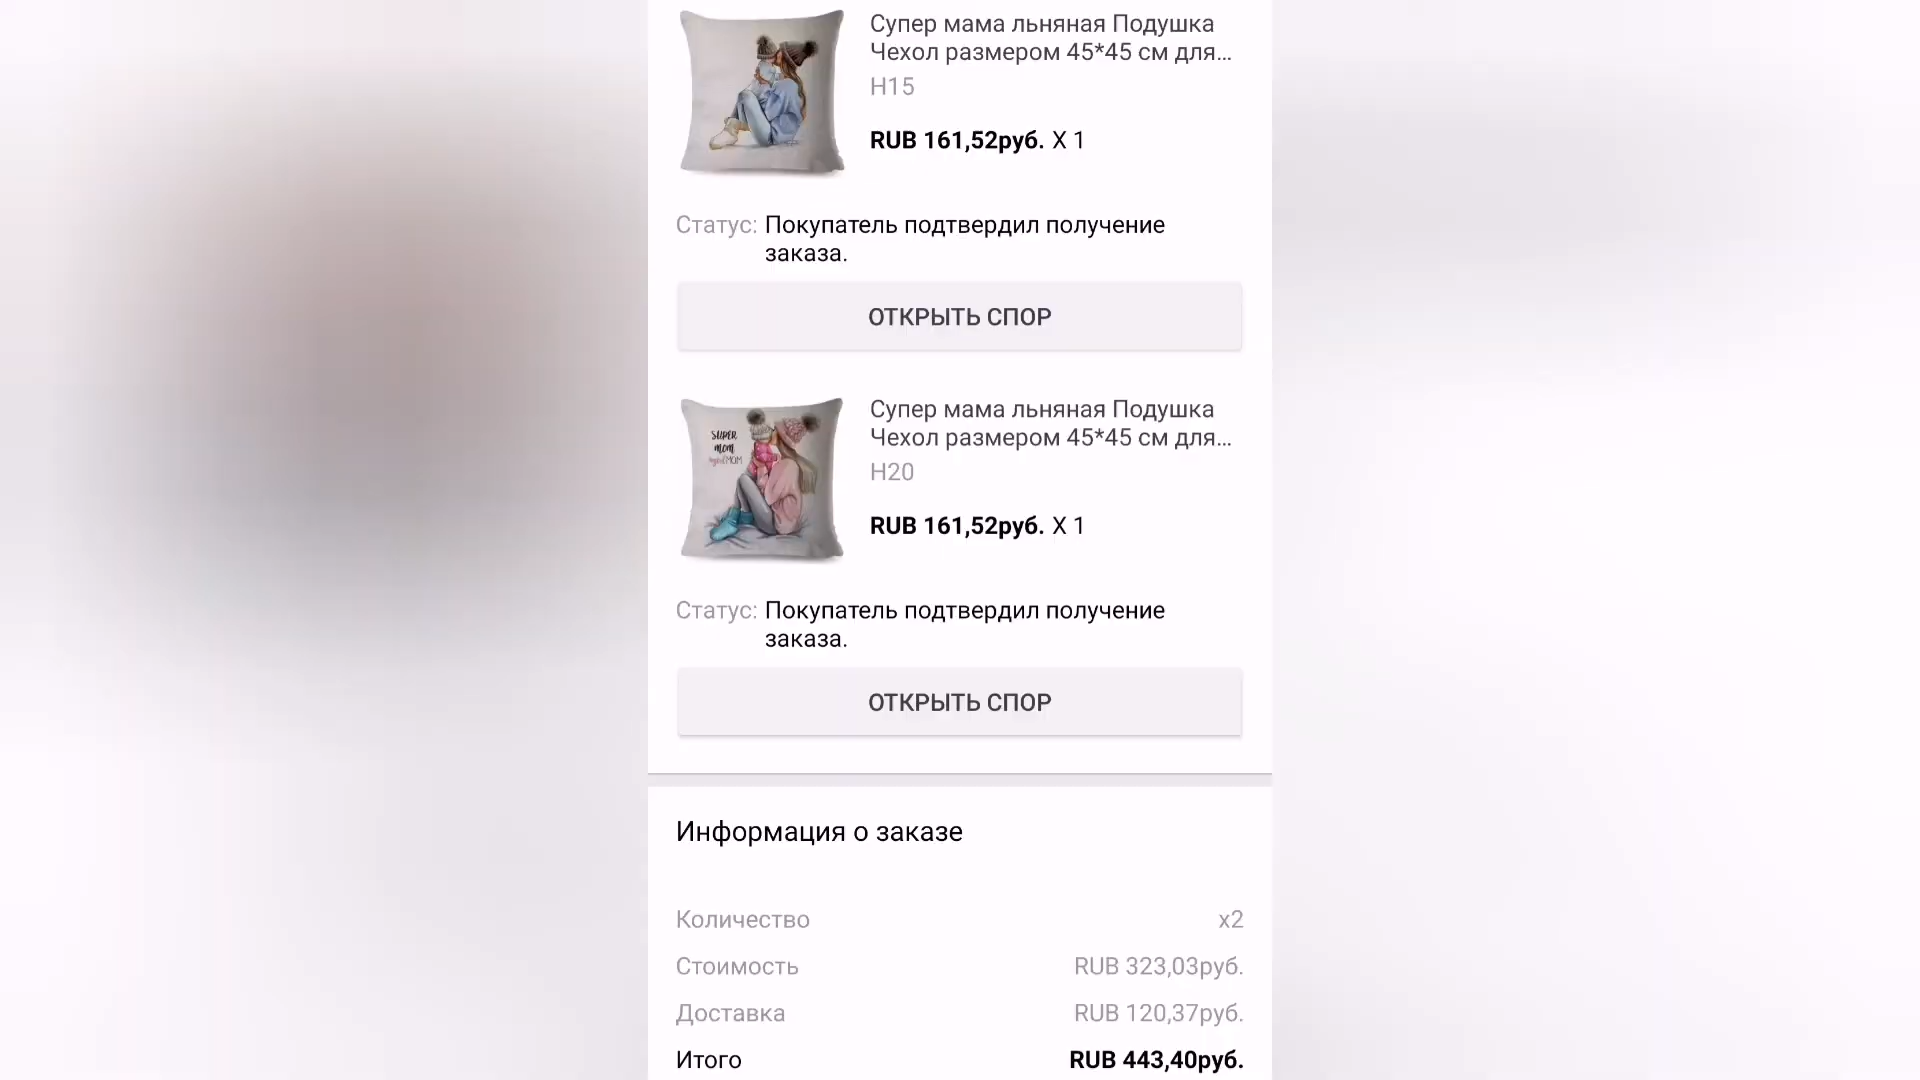 Супер мама льняная Подушка
Чехол размером 45*45 см для...
H15
RUB 161,52руб. X 1
Статус: Покупатель подтвердил получение
заказа.
ОТКРЫТЬ СПОР
SUPER
mom
MOM
Супер мама льняная Подушка
Чехол размером 45*45 см для...
H20
RUB 161,52руб. X 1
Статус: Покупатель подтвердил получение
заказа.
ОТКРЫТЬ СПОР
Информация о заказе
Количество x2
Стоимость RUB 323,03руб.
Доставка RUB 120,37руб.
Итого RUB 443,40руб.